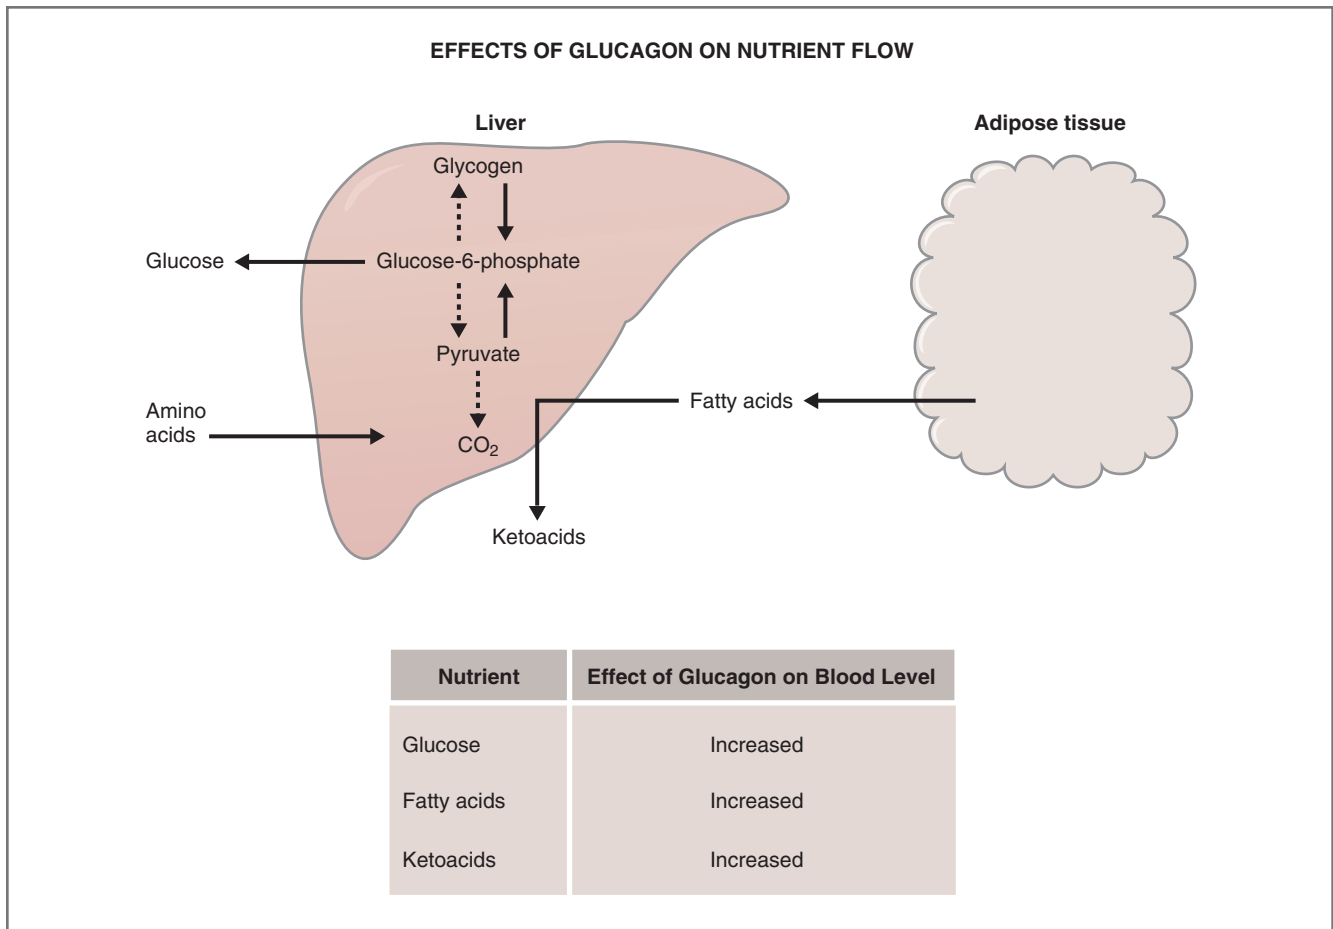 EFFECTS OF GLUCAGON ON NUTRIENT FLOW
Liver
Adipose tissue
Glycogen
Glucose
Glucose-6-phosphate
Pyruvate
Fatty acids
Amino
acids
CO₂
Ketoacids
Nutrient Effect of Glucagon on Blood Level
Glucose Increased
Fatty acids Increased
Ketoacids Increased